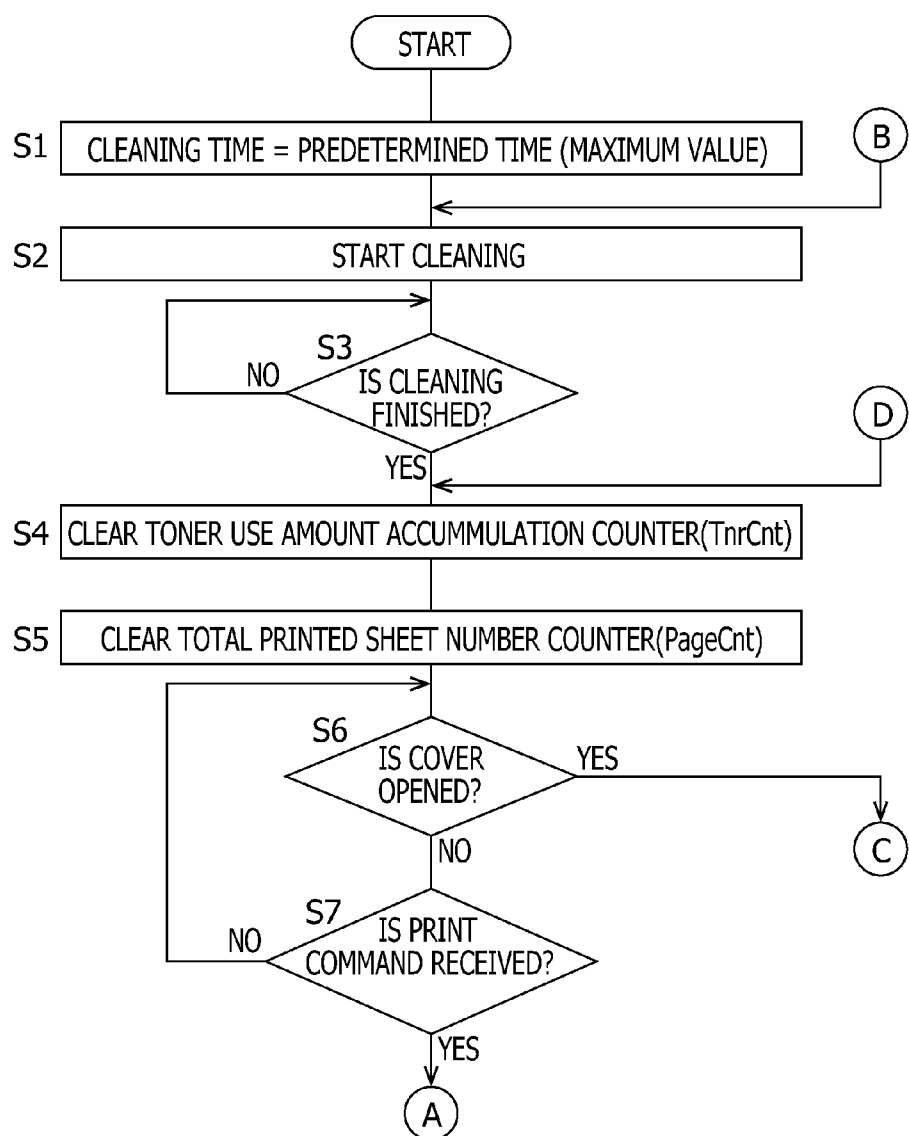 START
S1 CLEANING TIME = PREDETERMINED TIME (MAXIMUM VALUE)
B
S2 START CLEANING
S3
NO IS CLEANING
FINISHED?
D
YES
S4 CLEAR TONER USE AMOUNT ACCUMMULATION COUNTER(TnrCnt)
S5 CLEAR TOTAL PRINTED SHEET NUMBER COUNTER(PageCnt)
S6
IS COVER
OPENED?
YES
C
NO
S7
IS PRINT
NO COMMAND RECEIVED?
YES
A